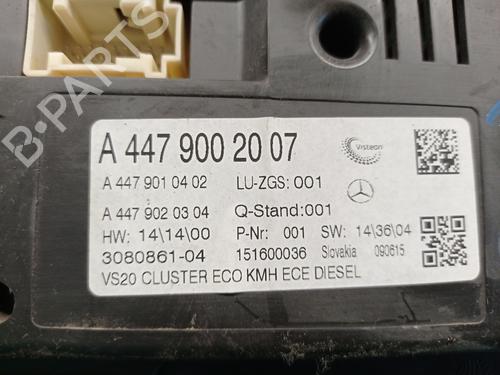 A 447 900 20 07
Visteon
A 447 901 04 02 LU-ZGS: 001
A 447 902 03 04 Q-Stand: 001
HW: 14\14\00 P-Nr: 001 SW: 14\36\04
3080861-04 151600036 Slovakia 090615
VS20 CLUSTER ECO KMH ECE DIESEL
B-PARTS